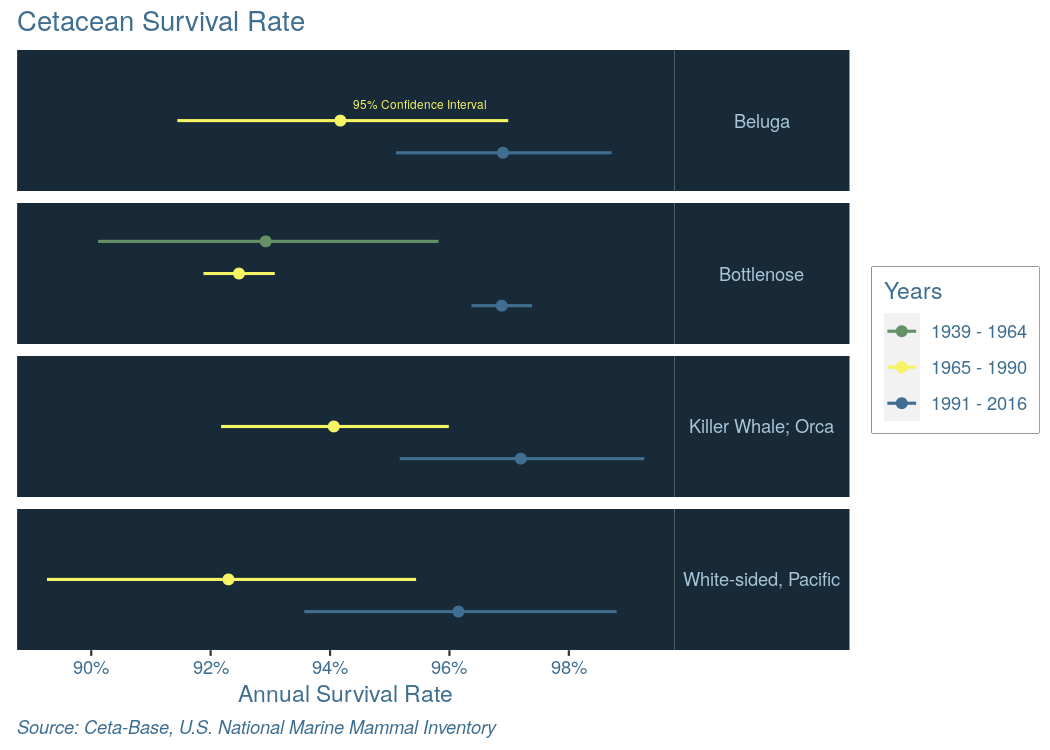 Cetacean Survival Rate
95% Confidence Interval
Beluga
Bottlenose
Killer Whale; Orca
White-sided, Pacific
Years
1939 - 1964
1965 - 1990
1991 - 2016
90% 92% 94% 96% 98%
Annual Survival Rate
Source: Ceta-Base, U.S. National Marine Mammal Inventory